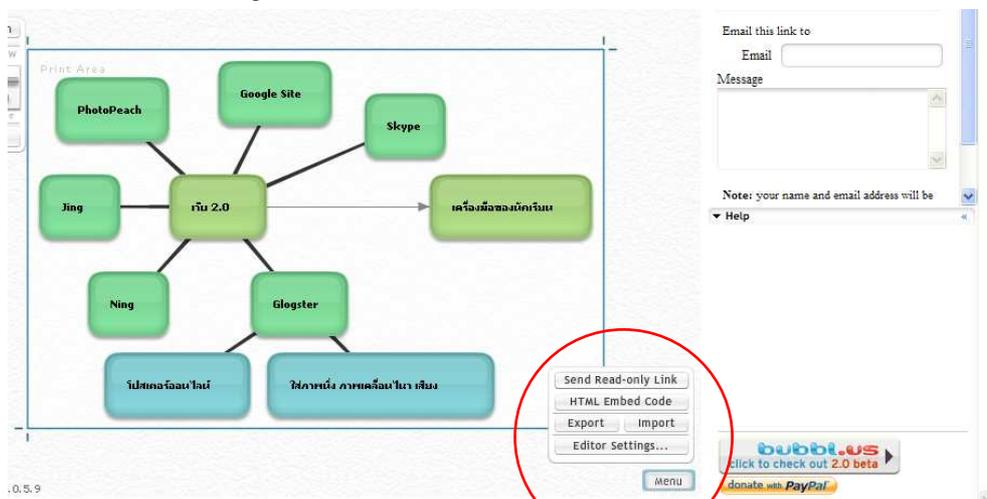 Print Area
PhotoPeach
Google Site
Skype
Jing
เว็บ 2.0
เครื่องมือของนักเรียน
Ning
Glogster
โปสเตอร์ออนไลน์
ใส่ภาพนิ่ง ภาพเคลื่อนไหว เสียง
Send Read-only Link
HTML Embed Code
Export Import
Editor Settings...
Menu
.0.5.9
Email this link to
Email
Message
Note: your name and email address will be
Help
bubbl.us
click to check out 2.0 beta
donate with PayPal